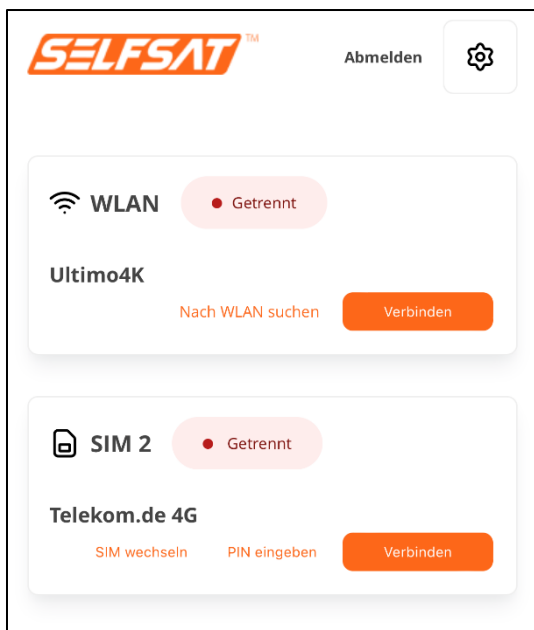 SELFSAT™
Abmelden
WLAN
Getrennt
Ultimo4K
Nach WLAN suchen
Verbinden
SIM 2
Getrennt
Telekom.de 4G
SIM wechseln
PIN eingeben
Verbinden